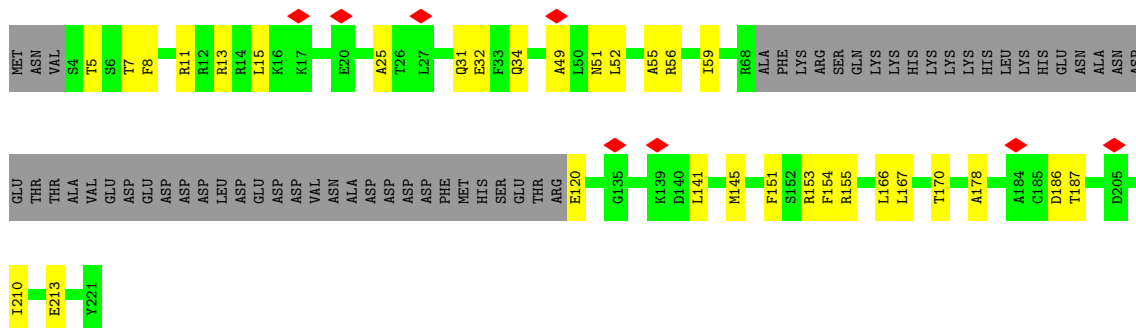 MET ASN VAL S4 T5 S6 T7 F8 R11 R12 R13 R14 L15 K16 K17 E20 A25 T26 L27 Q31 E32 F33 Q34 A49 L50 N51 L52 A55 R56 I59 R68 ALA PHE LYS ARG SER GLN LYS LYS HIS LYS LYS LYS HIS LEU LYS HIS GLU ASN ALA ASN ASP
GLU THR THR ALA VAL GLU ASP GLU ASP ASP ASP LEU ASP GLU ASP ASP VAL ASN ALA ASP ASP ASP ASP PHE MET HIS SER GLU THR ARG E120 G135 K139 D140 L141 M145 F151 S152 R153 F154 R155 L166 L167 T170 A178 A184 C185 D186 T187 D205
I210 E213 Y221